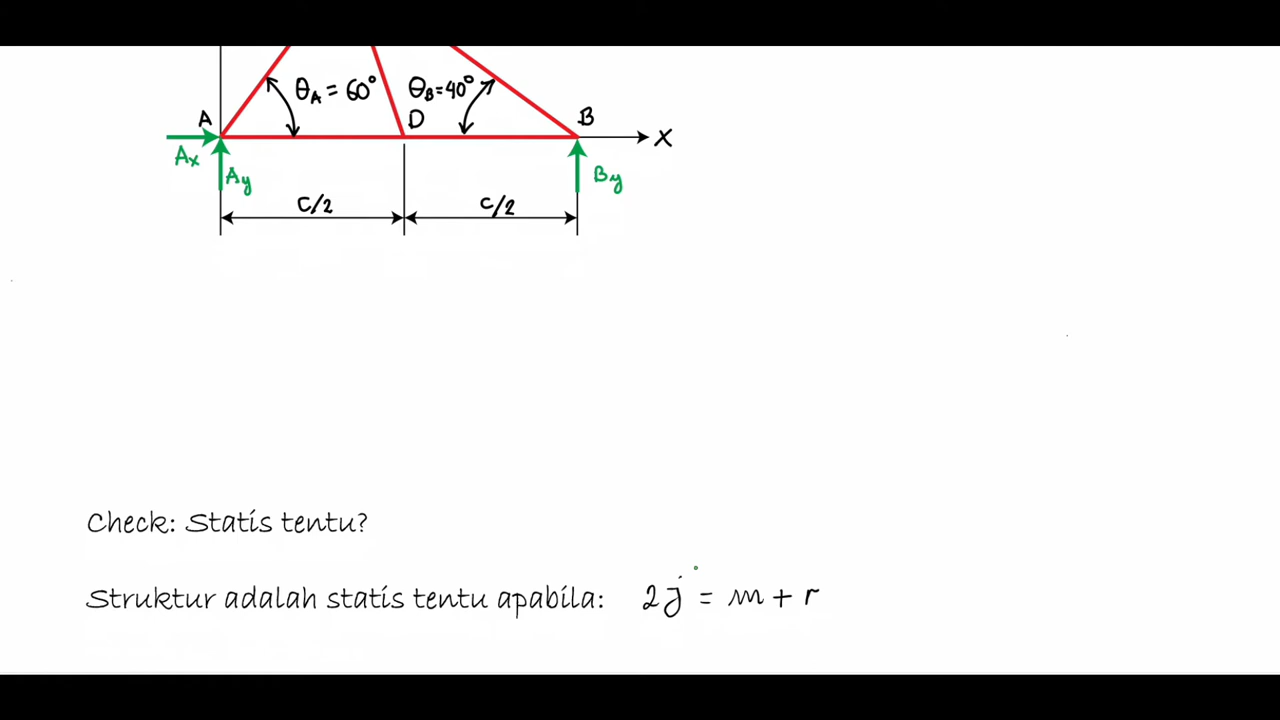 θA = 60°
θB = 40°
A
D
B
X
Ax
Ay
By
C/2
C/2
Check: Statis tentu?
Struktur adalah statis tentu apabila: 2j = m + r